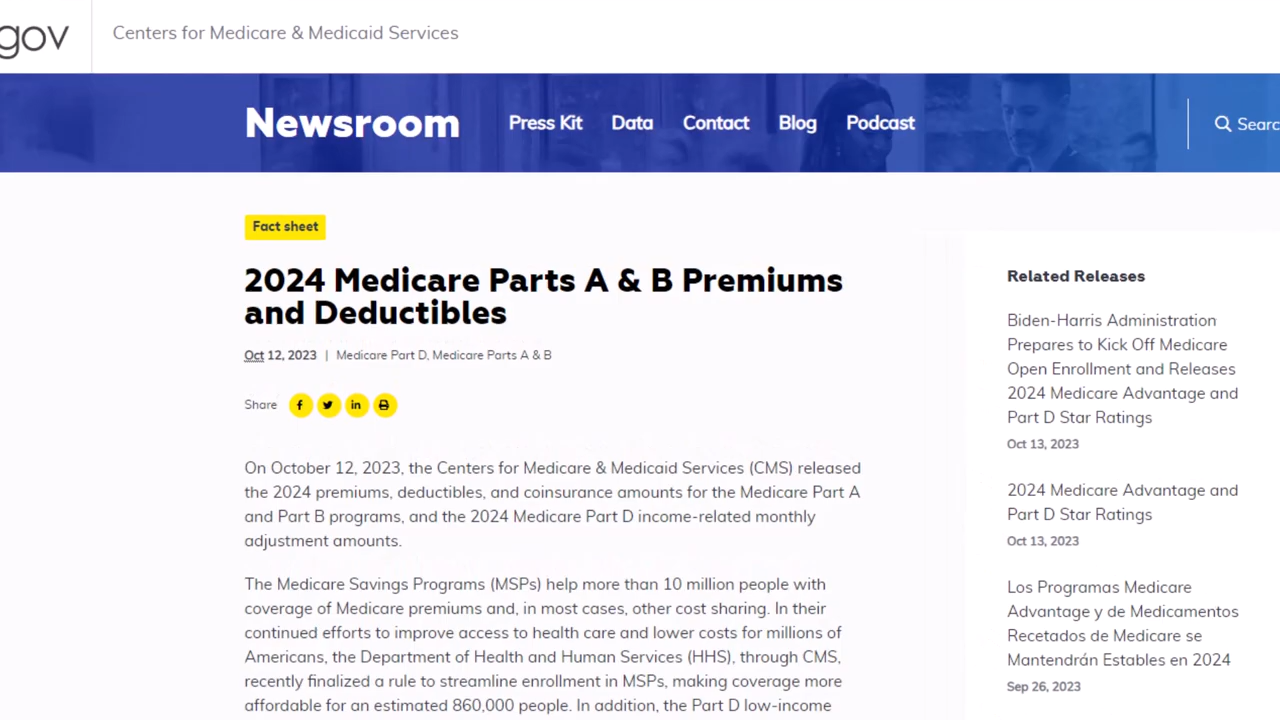 gov
Centers for Medicare & Medicaid Services
Newsroom
Press Kit
Data
Contact
Blog
Podcast
Searc
Fact sheet
2024 Medicare Parts A & B Premiums
and Deductibles
Oct 12, 2023 | Medicare Part D, Medicare Parts A & B
Share
On October 12, 2023, the Centers for Medicare & Medicaid Services (CMS) released
the 2024 premiums, deductibles, and coinsurance amounts for the Medicare Part A
and Part B programs, and the 2024 Medicare Part D income-related monthly
adjustment amounts.
The Medicare Savings Programs (MSPs) help more than 10 million people with
coverage of Medicare premiums and, in most cases, other cost sharing. In their
continued efforts to improve access to health care and lower costs for millions of
Americans, the Department of Health and Human Services (HHS), through CMS,
recently finalized a rule to streamline enrollment in MSPs, making coverage more
affordable for an estimated 860,000 people. In addition, the Part D low-income
Related Releases
Biden-Harris Administration
Prepares to Kick Off Medicare
Open Enrollment and Releases
2024 Medicare Advantage and
Part D Star Ratings
Oct 13, 2023
2024 Medicare Advantage and
Part D Star Ratings
Oct 13, 2023
Los Programas Medicare
Advantage y de Medicamentos
Recetados de Medicare se
Mantendrán Estables en 2024
Sep 26, 2023